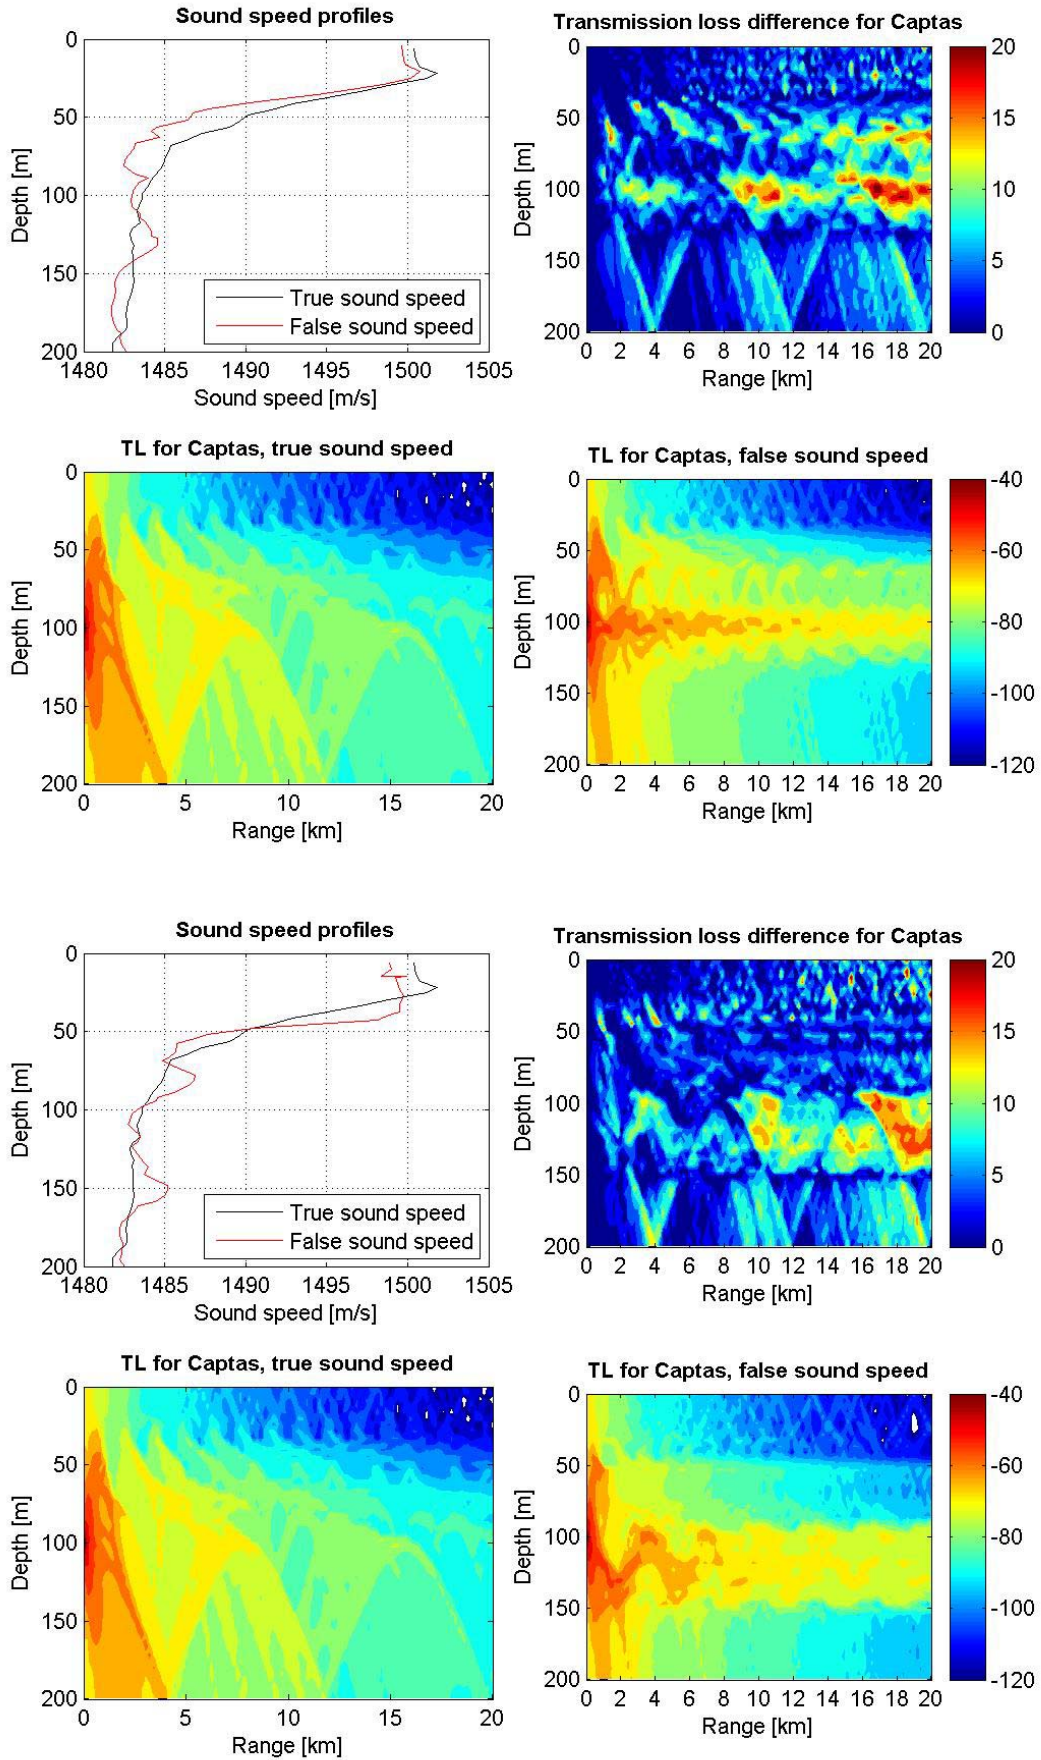 Sound speed profiles
0
50
100
150
200
Depth [m]
True sound speed
False sound speed
1480 1485 1490 1495 1500 1505
Sound speed [m/s]
Transmission loss difference for Captas
0
50
100
150
200
Depth [m]
0 2 4 6 8 10 12 14 16 18 20
Range [km]
20
15
10
5
0
TL for Captas, true sound speed
0
50
100
150
200
Depth [m]
0 5 10 15 20
Range [km]
TL for Captas, false sound speed
0
50
100
150
200
Depth [m]
0 2 4 6 8 10 12 14 16 18 20
Range [km]
-40
-60
-80
-100
-120
Sound speed profiles
0
50
100
150
200
Depth [m]
True sound speed
False sound speed
1480 1485 1490 1495 1500 1505
Sound speed [m/s]
Transmission loss difference for Captas
0
50
100
150
200
Depth [m]
0 2 4 6 8 10 12 14 16 18 20
Range [km]
20
15
10
5
0
TL for Captas, true sound speed
0
50
100
150
200
Depth [m]
0 5 10 15 20
Range [km]
TL for Captas, false sound speed
0
50
100
150
200
Depth [m]
0 2 4 6 8 10 12 14 16 18 20
Range [km]
-40
-60
-80
-100
-120